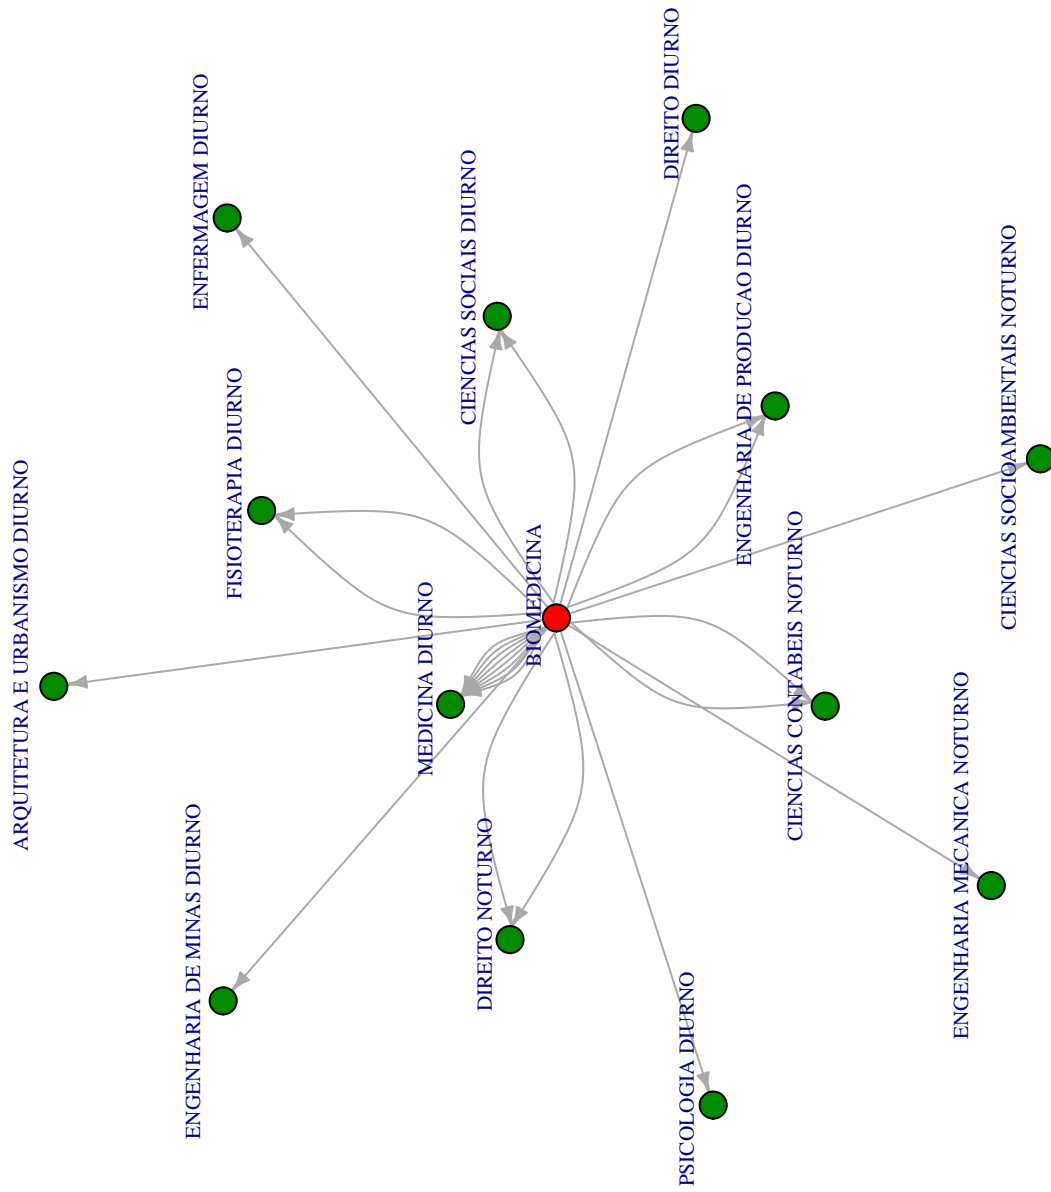 DIREITO DIURNO
ENFERMAGEM DIURNO
CIENCIAS SOCIAIS DIURNO
ENGENHARIA DE PRODUCAO DIURNO
CIENCIAS SOCIOAMBIENTAIS NOTURNO
FISIOTERAPIA DIURNO
ARQUITETURA E URBANISMO DIURNO
CIENCIAS CONTABEIS NOTURNO
BIOMEDICINA
MEDICINA DIURNO
ENGENHARIA MECANICA NOTURNO
ENGENHARIA DE MINAS DIURNO
DIREITO NOTURNO
PSICOLOGIA DIURNO